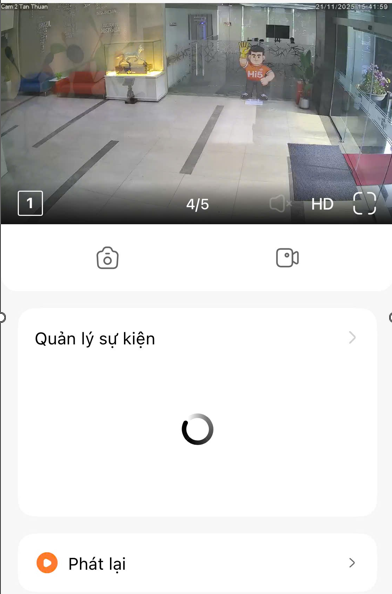 Cam 2 Tan Thuan
21/11/2025 15:41:59
Hi5
1
4/5
HD
Quản lý sự kiện
Phát lại